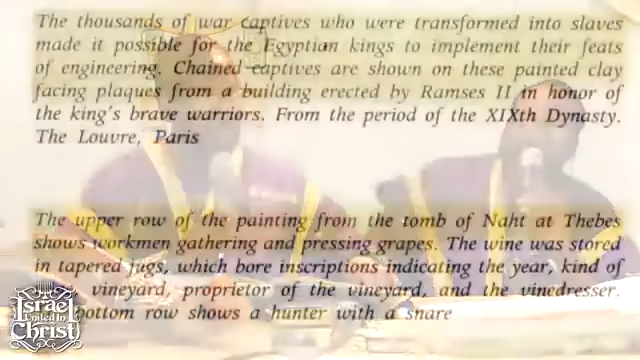 The thousands of war captives who were transformed into slaves
made it possible for the Egyptian kings to implement their feats
of engineering. Chained captives are shown on these painted clay
facing plaques from a building erected by Ramses II in honor of
the king's brave warriors. From the period of the XIXth Dynasty.
The Louvre, Paris
The upper row of the painting from the tomb of Naht at Thebes
shows workmen gathering and pressing grapes. The wine was stored
in tapered jugs, which bore inscriptions indicating the year, kind of
vineyard, proprietor of the vineyard, and the vinedresser.
bottom row shows a hunter with a snare
Israel
United In
Christ